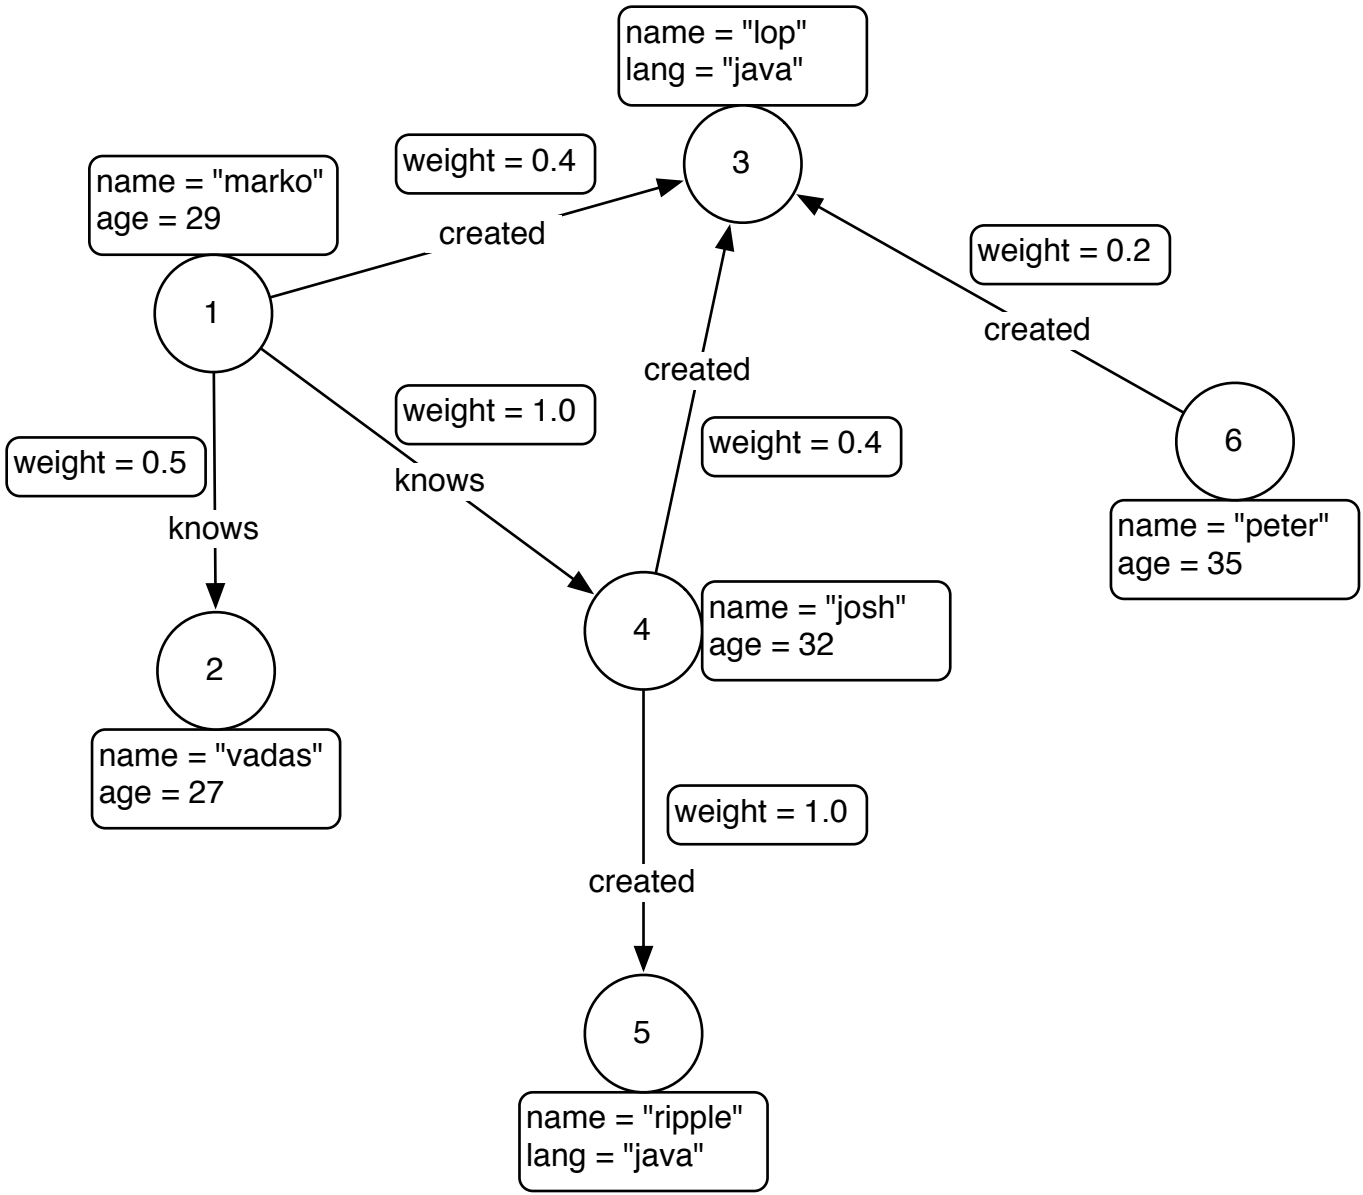 name = "lop"
lang = "java"
3
weight = 0.4
created
name = "marko"
age = 29
1
weight = 0.2
created
created
weight = 1.0
knows
weight = 0.4
weight = 0.5
knows
6
name = "peter"
age = 35
4
name = "josh"
age = 32
2
name = "vadas"
age = 27
weight = 1.0
created
5
name = "ripple"
lang = "java"